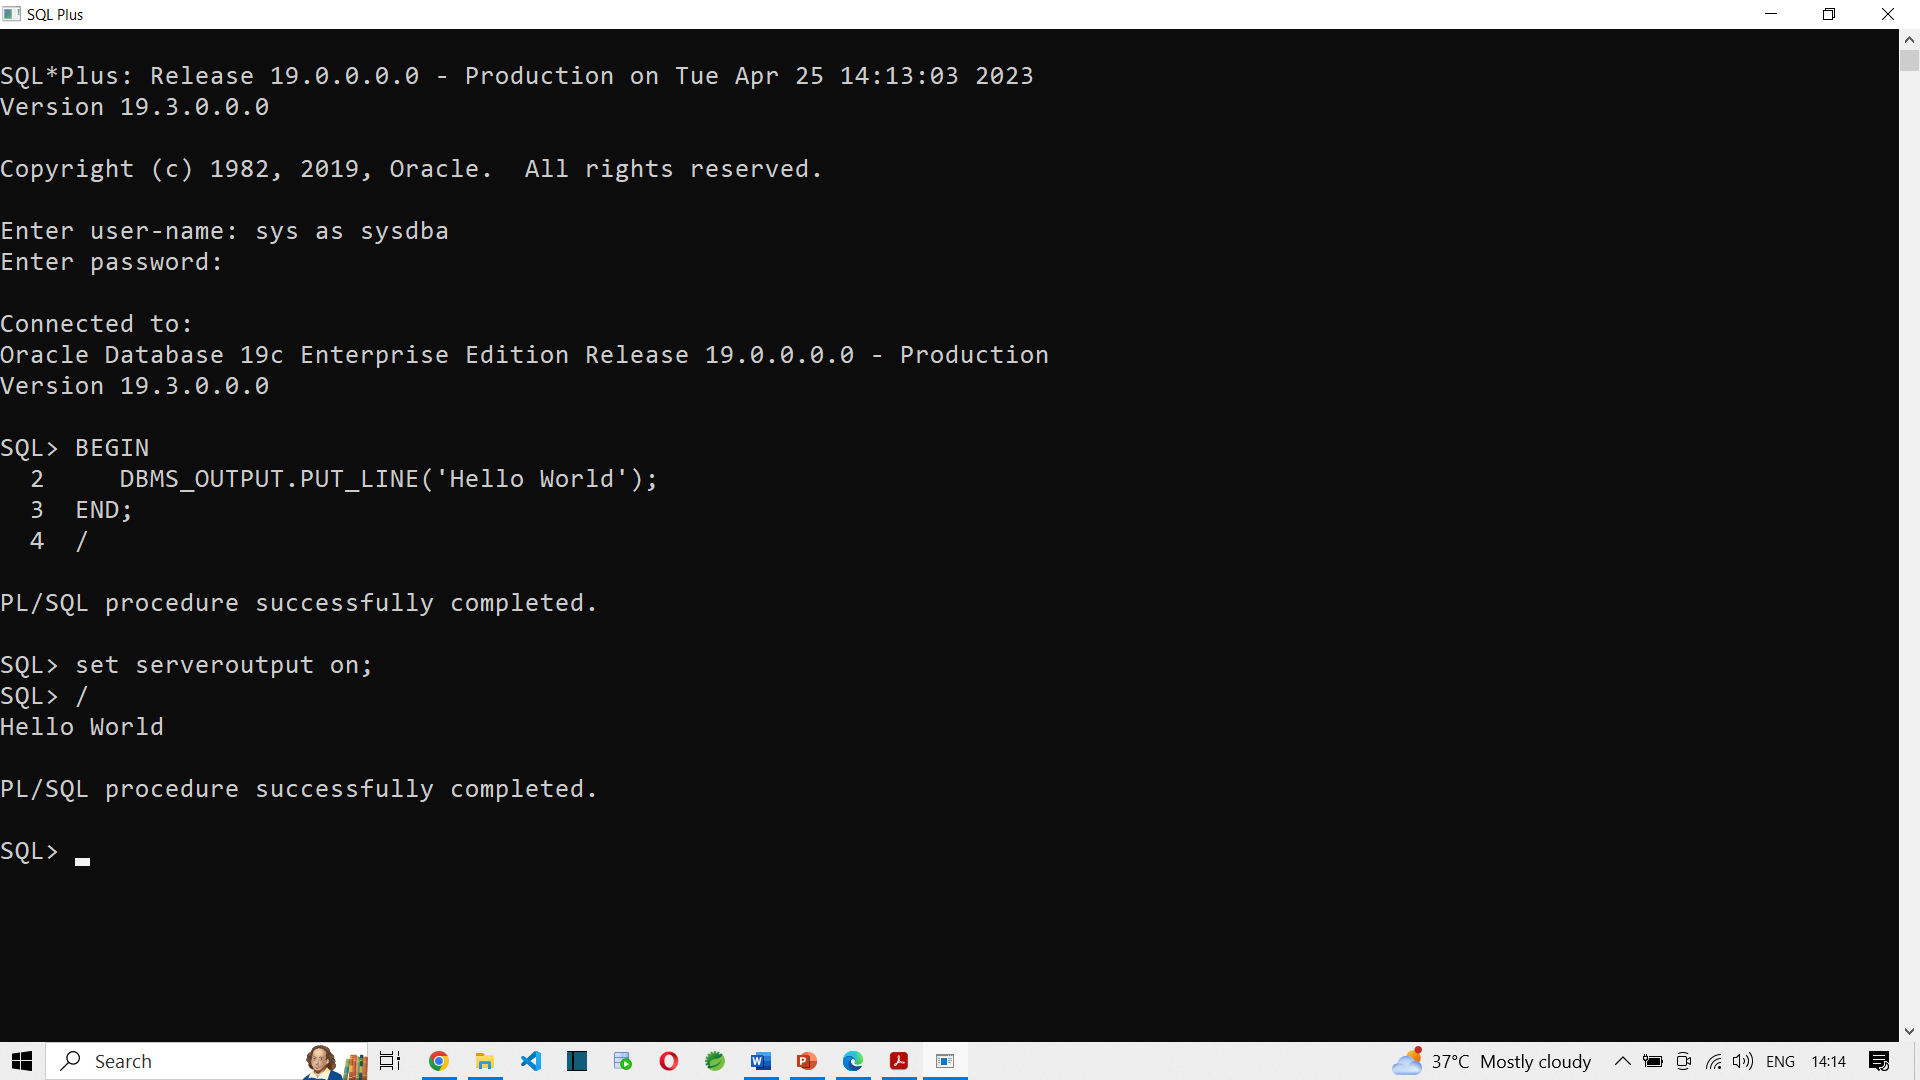 SQL Plus
SQL*Plus: Release 19.0.0.0.0 - Production on Tue Apr 25 14:13:03 2023
Version 19.3.0.0.0
Copyright (c) 1982, 2019, Oracle.  All rights reserved.
Enter user-name: sys as sysdba
Enter password:
Connected to:
Oracle Database 19c Enterprise Edition Release 19.0.0.0.0 - Production
Version 19.3.0.0.0
SQL> BEGIN
  2     DBMS_OUTPUT.PUT_LINE('Hello World');
  3  END;
  4  /
PL/SQL procedure successfully completed.
SQL> set serveroutput on;
SQL> /
Hello World
PL/SQL procedure successfully completed.
SQL>
Search
37°C Mostly cloudy
ENG
14:14